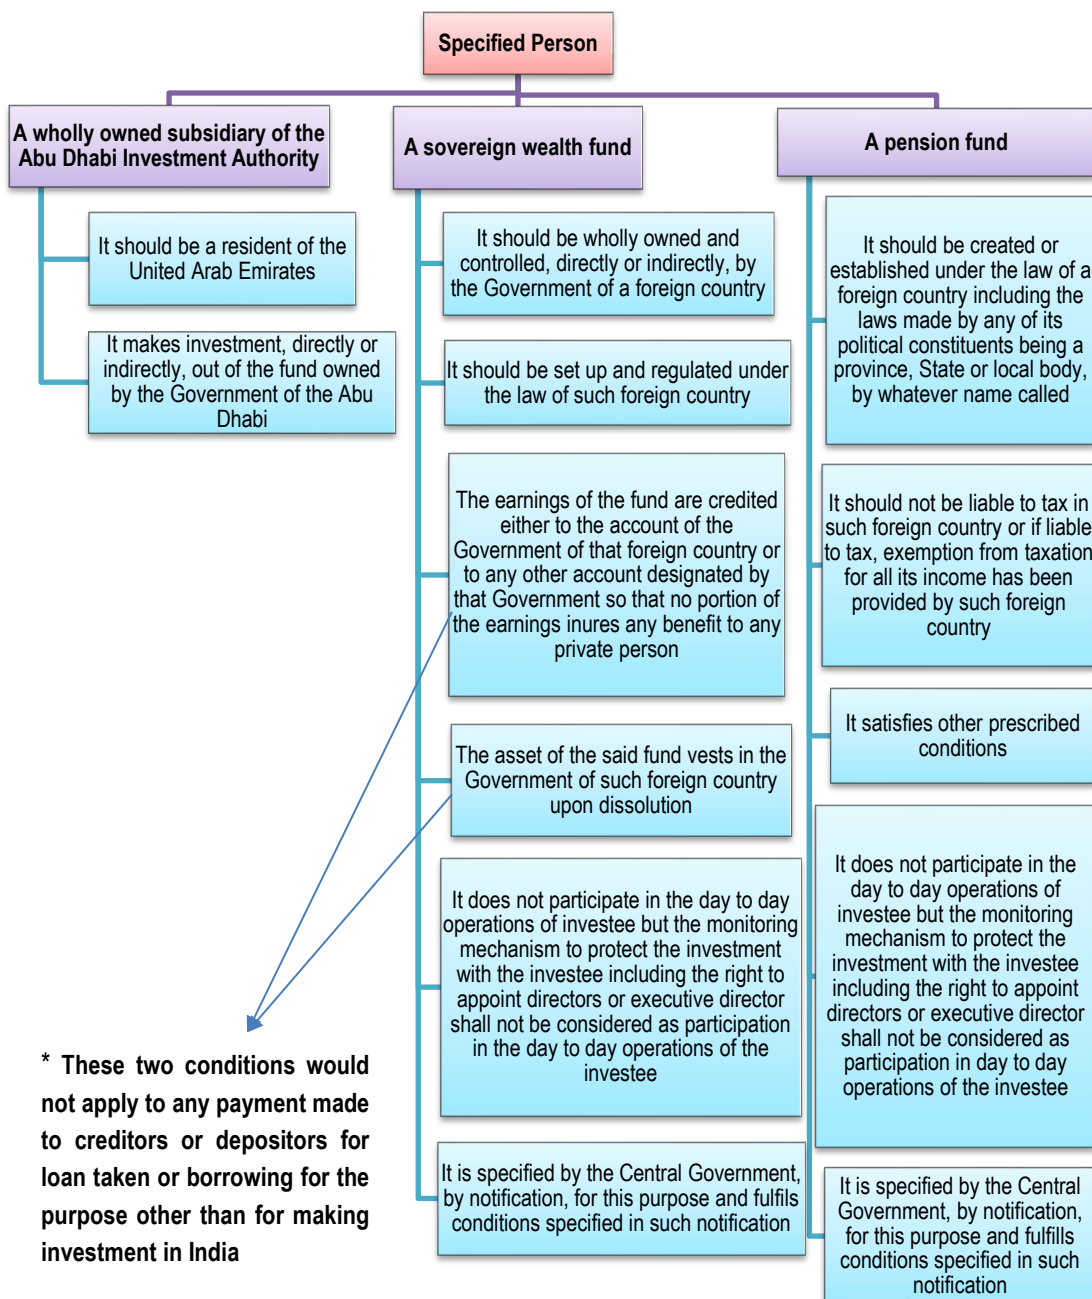 Specified Person
A wholly owned subsidiary of the
Abu Dhabi Investment Authority
It should be a resident of the
United Arab Emirates
It makes investment, directly or
indirectly, out of the fund owned
by the Government of the Abu
Dhabi
A sovereign wealth fund
It should be wholly owned and
controlled, directly or indirectly, by
the Government of a foreign country
It should be set up and regulated under
the law of such foreign country
The earnings of the fund are credited
either to the account of the
Government of that foreign country or
to any other account designated by
that Government so that no portion of
the earnings inures any benefit to any
private person
The asset of the said fund vests in the
Government of such foreign country
upon dissolution
It does not participate in the day to day
operations of investee but the monitoring
mechanism to protect the investment
with the investee including the right to
appoint directors or executive director
shall not be considered as participation
in the day to day operations of the
investee
It is specified by the Central Government,
by notification, for this purpose and fulfils
conditions specified in such notification
A pension fund
It should be created or
established under the law of a
foreign country including the
laws made by any of its
political constituents being a
province, State or local body,
by whatever name called
It should not be liable to tax in
such foreign country or if liable
to tax, exemption from taxation
for all its income has been
provided by such foreign
country
It satisfies other prescribed
conditions
It does not participate in the
day to day operations of
investee but the monitoring
mechanism to protect the
investment with the investee
including the right to appoint
directors or executive director
shall not be considered as
participation in day to day
operations of the investee
It is specified by the Central
Government, by notification,
for this purpose and fulfills
conditions specified in such
notification
* These two conditions would
not apply to any payment made
to creditors or depositors for
loan taken or borrowing for the
purpose other than for making
investment in India